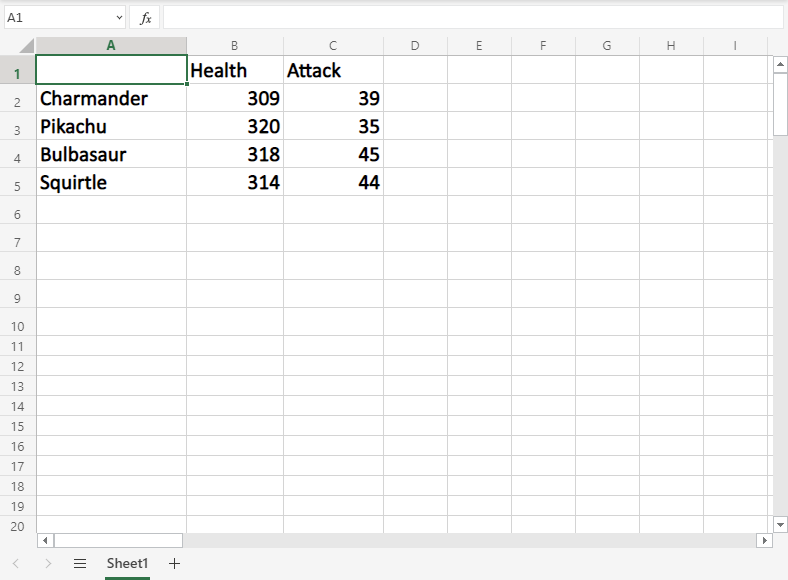 A1 fx
A B C D E F G H I
1 Health Attack
2 Charmander 309 39
3 Pikachu 320 35
4 Bulbasaur 318 45
5 Squirtle 314 44
6
7
8
9
10
11
12
13
14
15
16
17
18
19
20
Sheet1